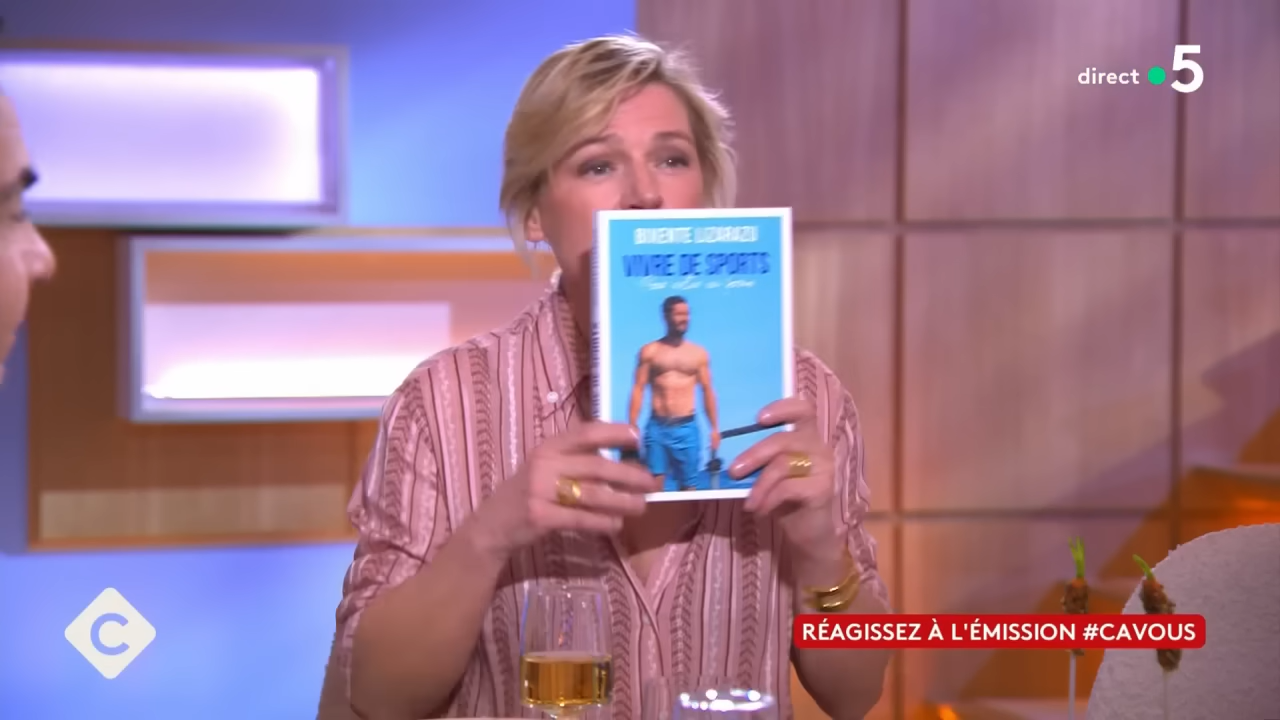 direct 5
BIXENTE LIZARAZU
VIVRE DE SPORTS
C
RÉAGISSEZ À L'ÉMISSION #CAVOUS